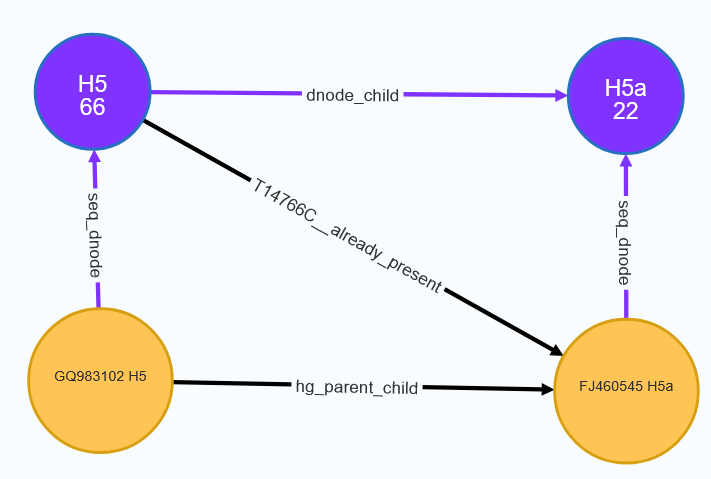 H5
66
dnode_child
H5a
22
T14766C__already_present
seq_dnode
seq_dnode
GQ983102 H5
hg_parent_child
FJ460545 H5a